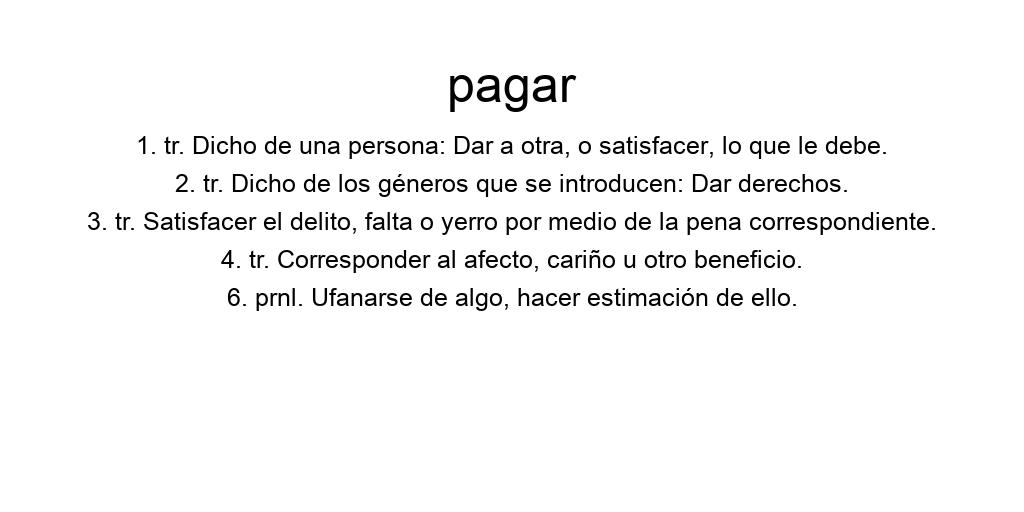 pagar
1. tr. Dicho de una persona: Dar a otra, o satisfacer, lo que le debe.
2. tr. Dicho de los géneros que se introducen: Dar derechos.
3. tr. Satisfacer el delito, falta o yerro por medio de la pena correspondiente.
4. tr. Corresponder al afecto, cariño u otro beneficio.
6. prnl. Ufanarse de algo, hacer estimación de ello.